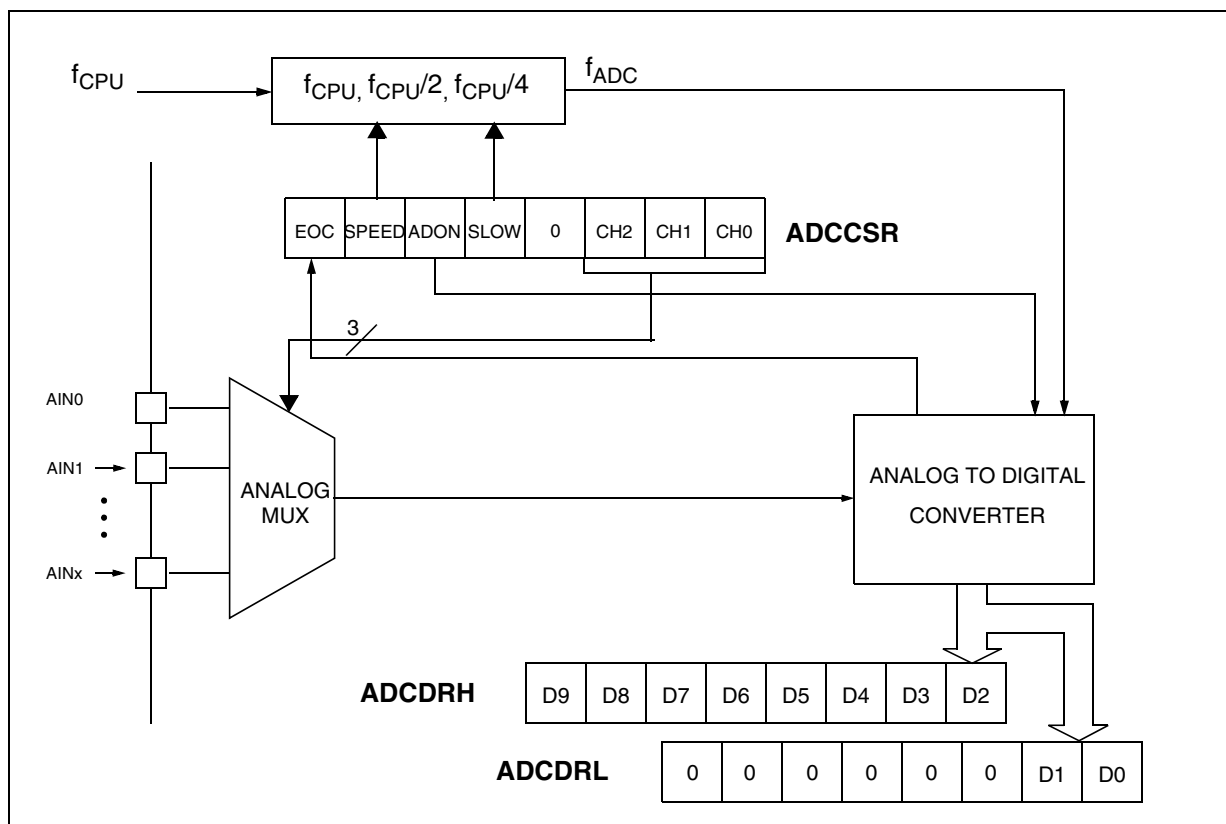 fCPU
fCPU, fCPU/2, fCPU/4
fADC
EOC SPEED ADON SLOW 0 CH2 CH1 CH0
ADCCSR
3
AIN0
AIN1
AINx
ANALOG
MUX
ANALOG TO DIGITAL
CONVERTER
ADCDRH
D9 D8 D7 D6 D5 D4 D3 D2
ADCDRL
0 0 0 0 0 0 D1 D0